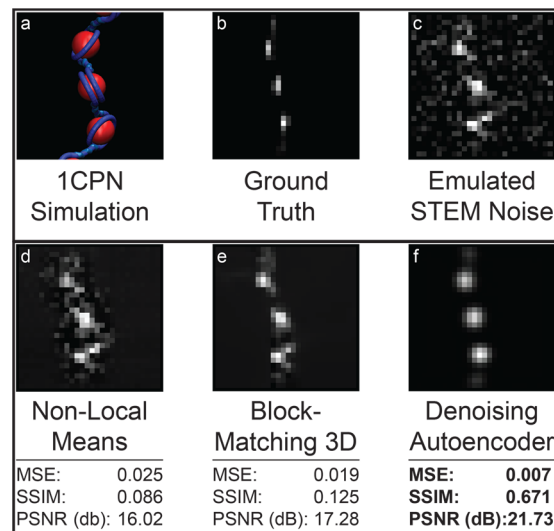 a
b
c
1CPN
Simulation
Ground
Truth
Emulated
STEM Noise
d
e
f
Non-Local
Means
MSE: 0.025
SSIM: 0.086
PSNR (db): 16.02
Block-
Matching 3D
MSE: 0.019
SSIM: 0.125
PSNR (dB): 17.28
Denoising
Autoencoder
MSE: 0.007
SSIM: 0.671
PSNR (dB):21.73